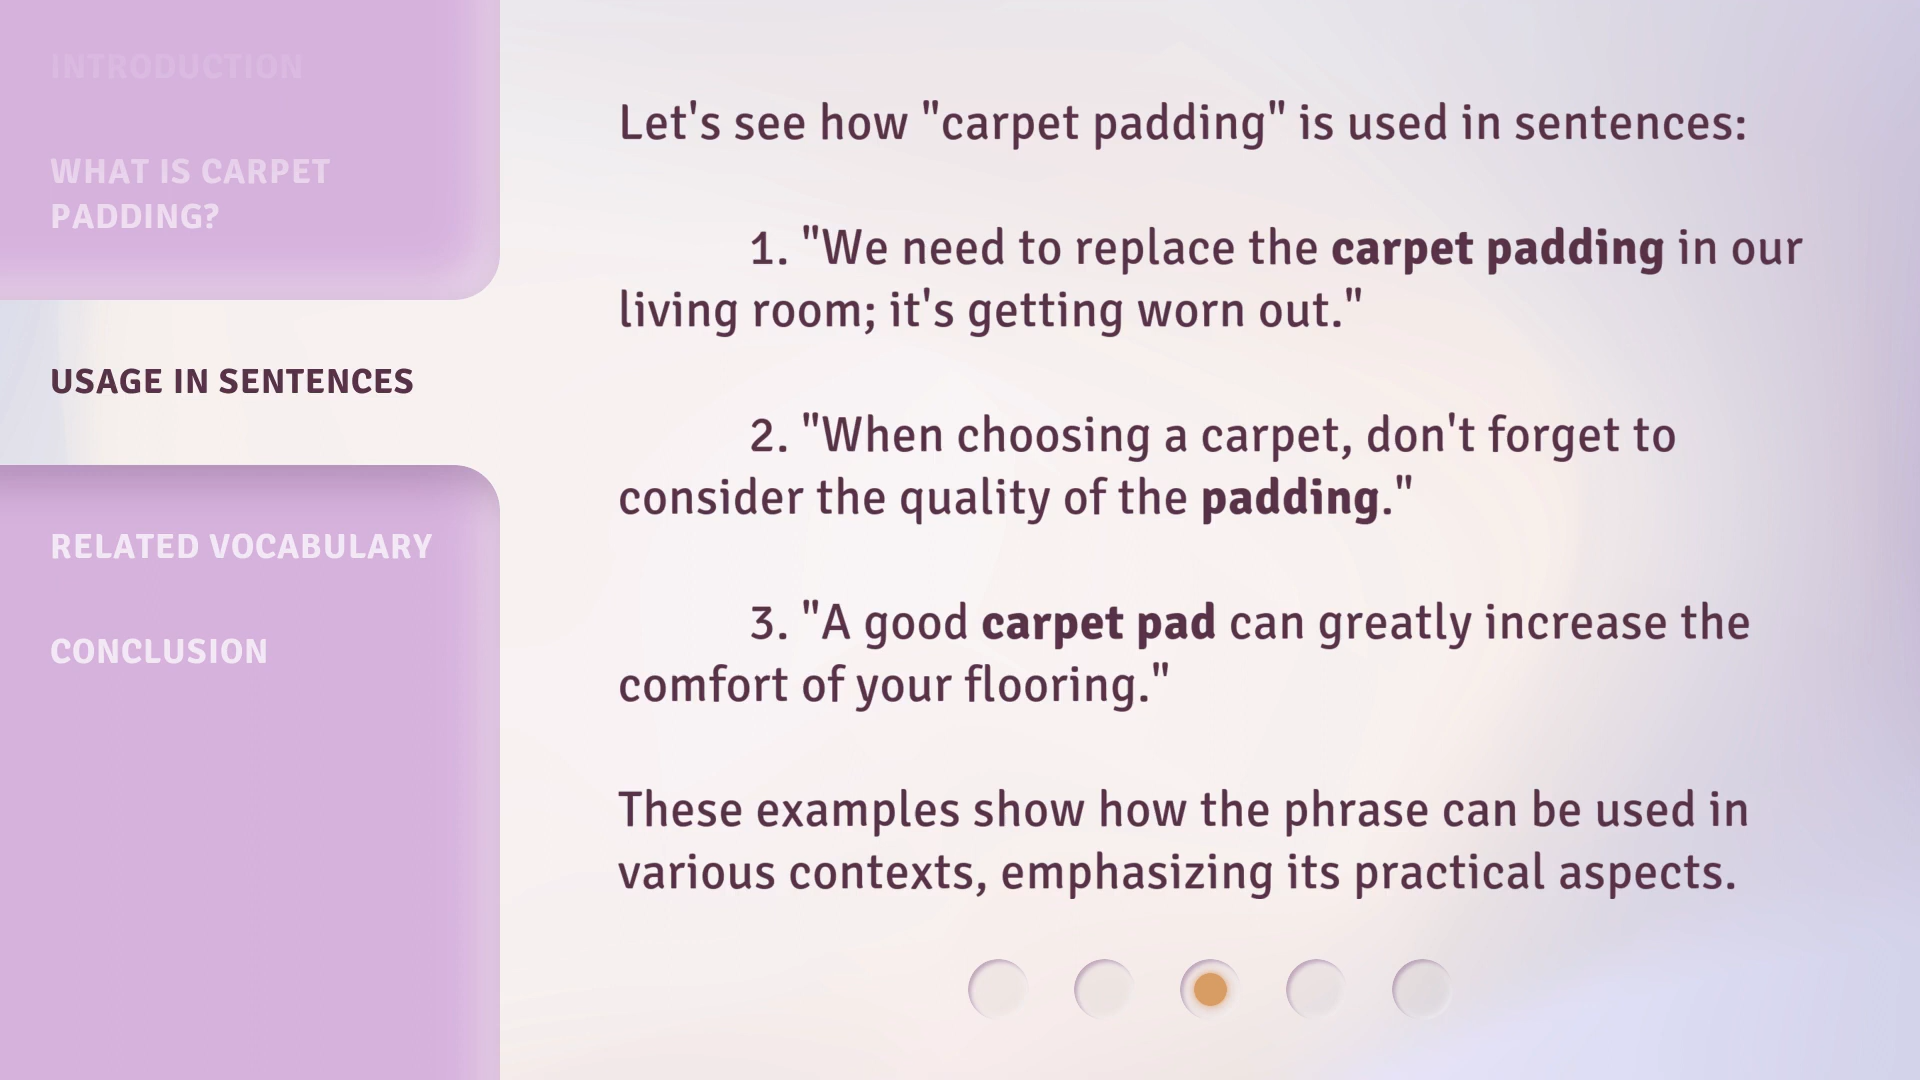 INTRODUCTION
WHAT IS CARPET
PADDING?
USAGE IN SENTENCES
RELATED VOCABULARY
CONCLUSION
Let's see how "carpet padding" is used in sentences:
1. "We need to replace the carpet padding in our
living room; it's getting worn out."
2. "When choosing a carpet, don't forget to
consider the quality of the padding."
3. "A good carpet pad can greatly increase the
comfort of your flooring."
These examples show how the phrase can be used in
various contexts, emphasizing its practical aspects.